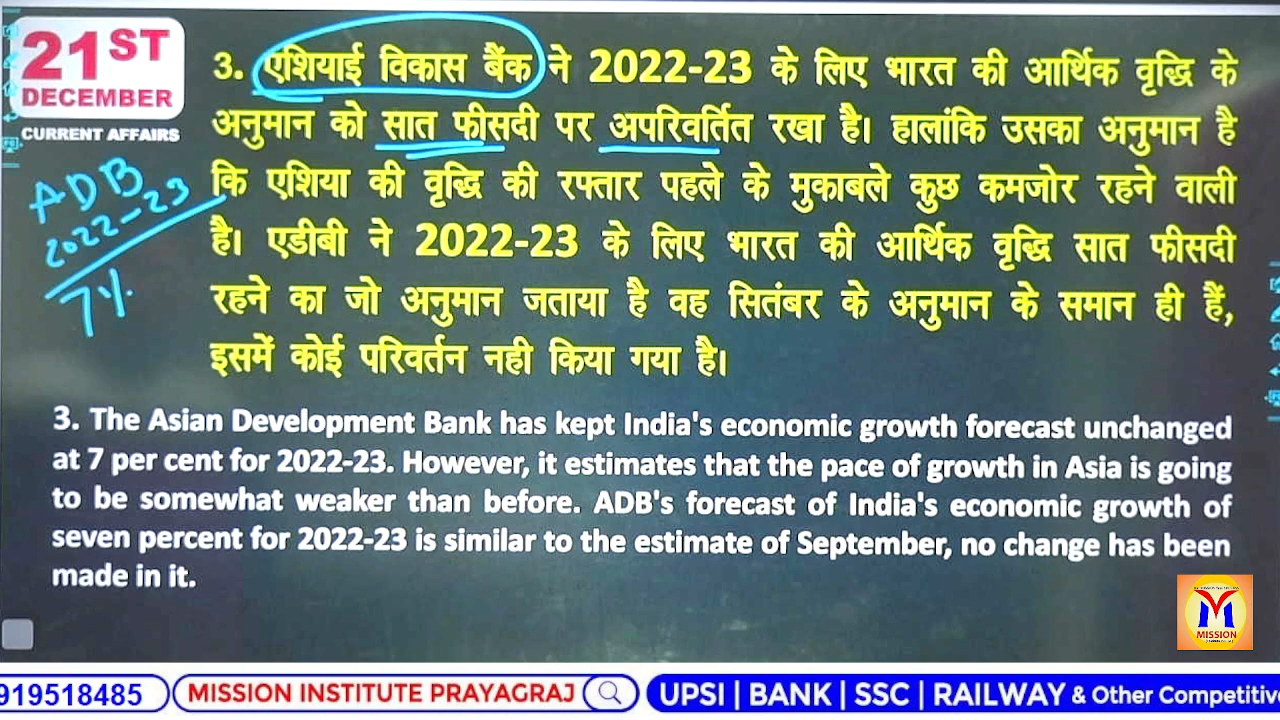 21ST
DECEMBER
CURRENT AFFAIRS
3. एशियाई विकास बैंक ने 2022-23 के लिए भारत की आर्थिक वृद्धि के
अनुमान को सात फीसदी पर अपरिवर्तित रखा है। हालांकि उसका अनुमान है
कि एशिया की वृद्धि की रफ्तार पहले के मुकाबले कुछ कमजोर रहने वाली
है। एडीबी ने 2022-23 के लिए भारत की आर्थिक वृद्धि सात फीसदी
रहने का जो अनुमान जताया है वह सितंबर के अनुमान के समान ही हैं,
इसमें कोई परिवर्तन नही किया गया है।
ADB
2022-23
7%
3. The Asian Development Bank has kept India's economic growth forecast unchanged
at 7 per cent for 2022-23. However, it estimates that the pace of growth in Asia is going
to be somewhat weaker than before. ADB's forecast of India's economic growth of
seven percent for 2022-23 is similar to the estimate of September, no change has been
made in it.
M
MISSION
919518485
MISSION INSTITUTE PRAYAGRAJ
UPSI | BANK | SSC | RAILWAY & Other Competitive